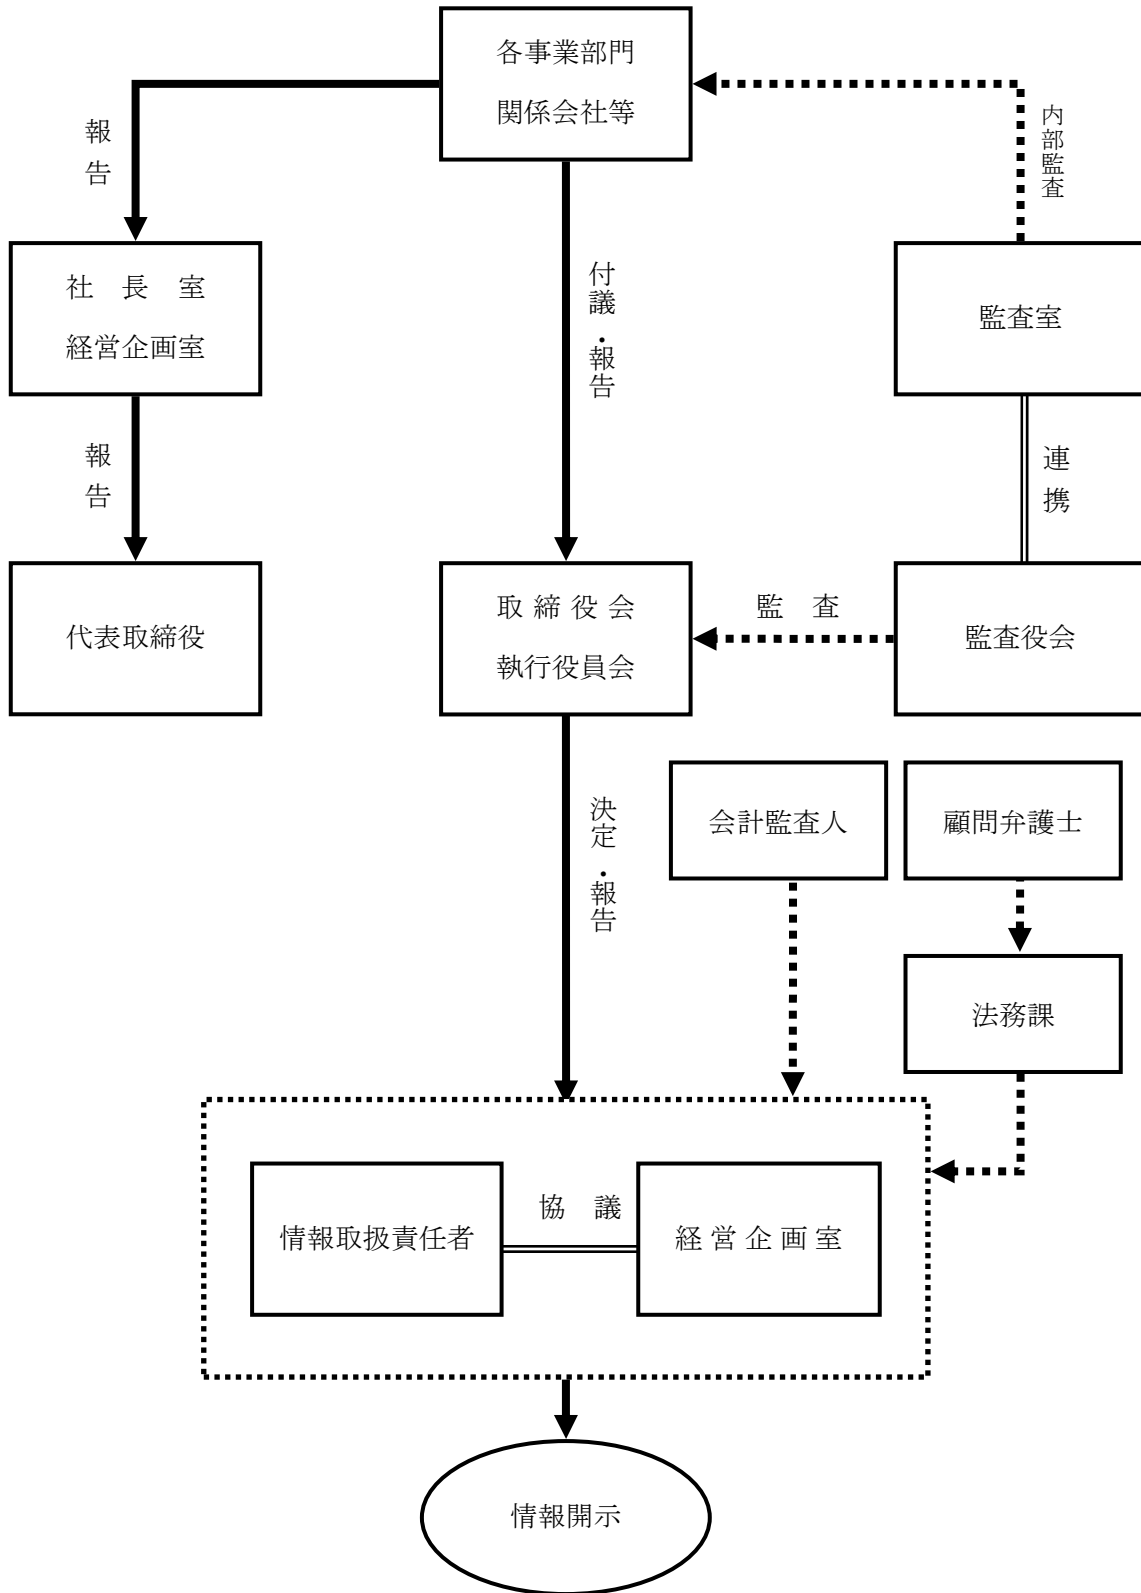 各事業部門
関係会社等
報告
内部監査
社　長　室
経営企画室
付議・報告
監査室
報告
連携
代表取締役
取 締 役 会
執行役員会
監　査
監査役会
決定・報告
会計監査人
顧問弁護士
法務課
情報取扱責任者
協　議
経 営 企 画 室
情報開示